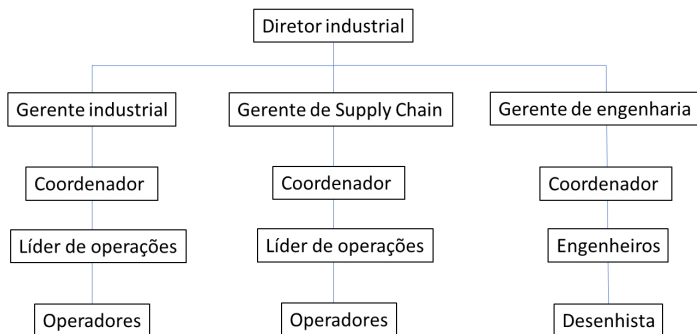 Diretor industrial
Gerente industrial
Gerente de Supply Chain
Gerente de engenharia
Coordenador
Coordenador
Coordenador
Líder de operações
Líder de operações
Engenheiros
Operadores
Operadores
Desenhista